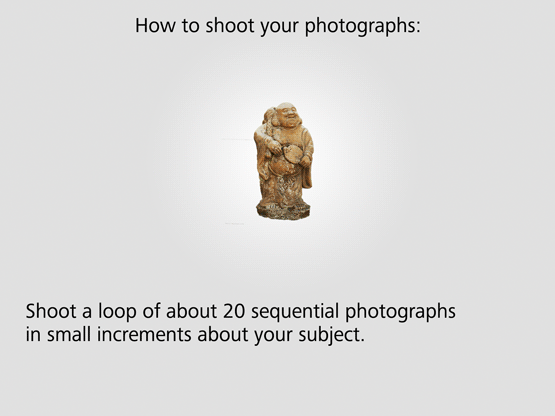 How to shoot your photographs:
Shoot a loop of about 20 sequential photographs
in small increments about your subject.